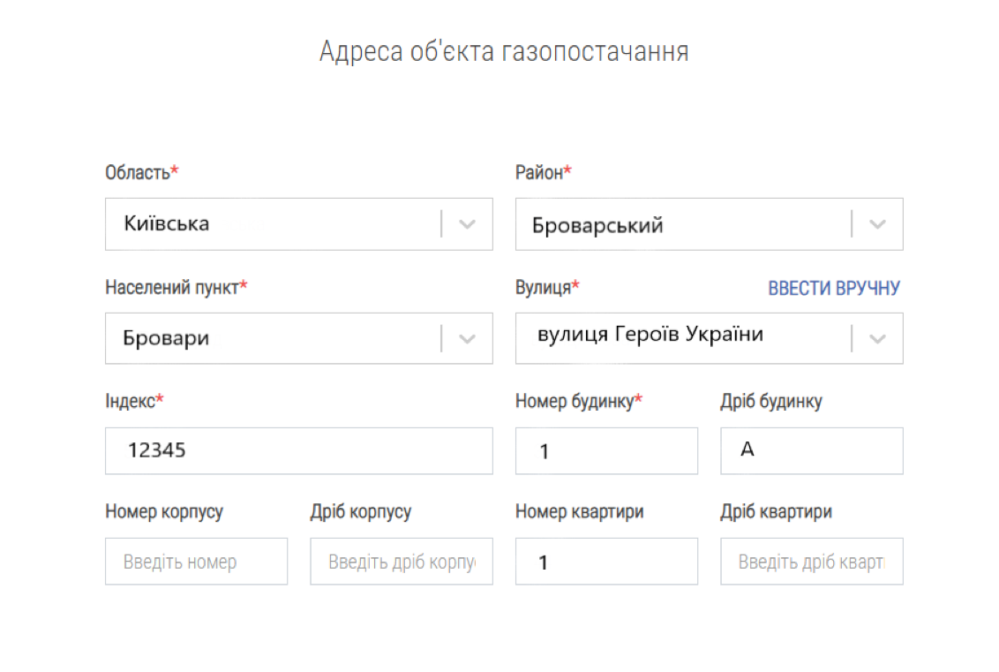 Адреса об'єкта газопостачання
Область* Район*
Київська Броварський
Населений пункт* Вулиця* ВВЕСТИ ВРУЧНУ
Бровари вулиця Героїв України
Індекс* Номер будинку* Дріб будинку
12345 1 А
Номер корпусу Дріб корпусу Номер квартири Дріб квартири
Введіть номер Введіть дріб корпу 1 Введіть дріб кварти